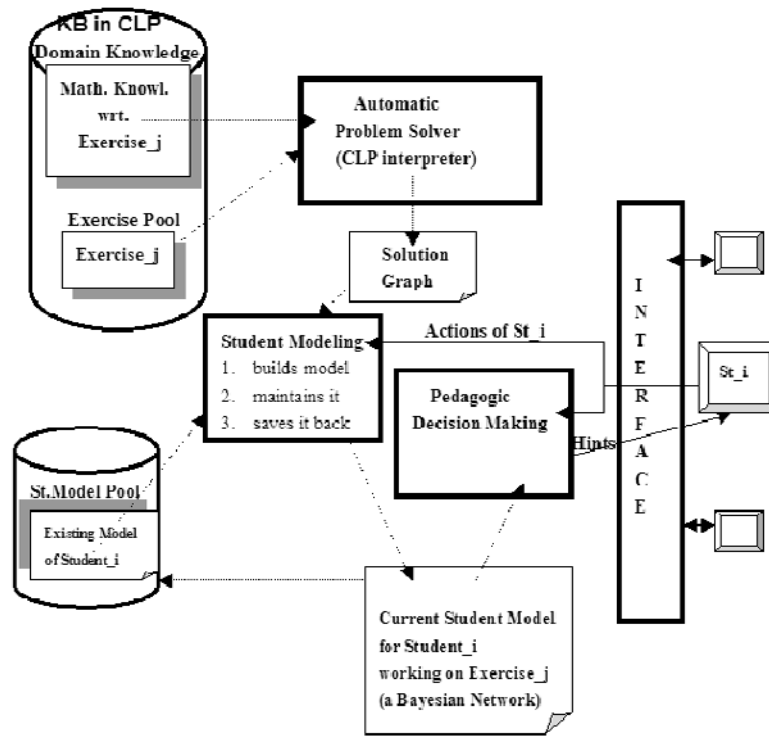 KB in CLP
Domain Knowledge
Math. Knowl.
wrt.
Exercise_j
Exercise Pool
Exercise_j
Automatic
Problem Solver
(CLP interpreter)
Solution
Graph
Student Modeling
1. builds model
2. maintains it
3. saves it back
Actions of St_i
Pedagogic
Decision Making
Hints
INTERFACE
St_i
St.Model Pool
Existing Model
of Student_i
Current Student Model
for Student_i
working on Exercise_j
(a Bayesian Network)